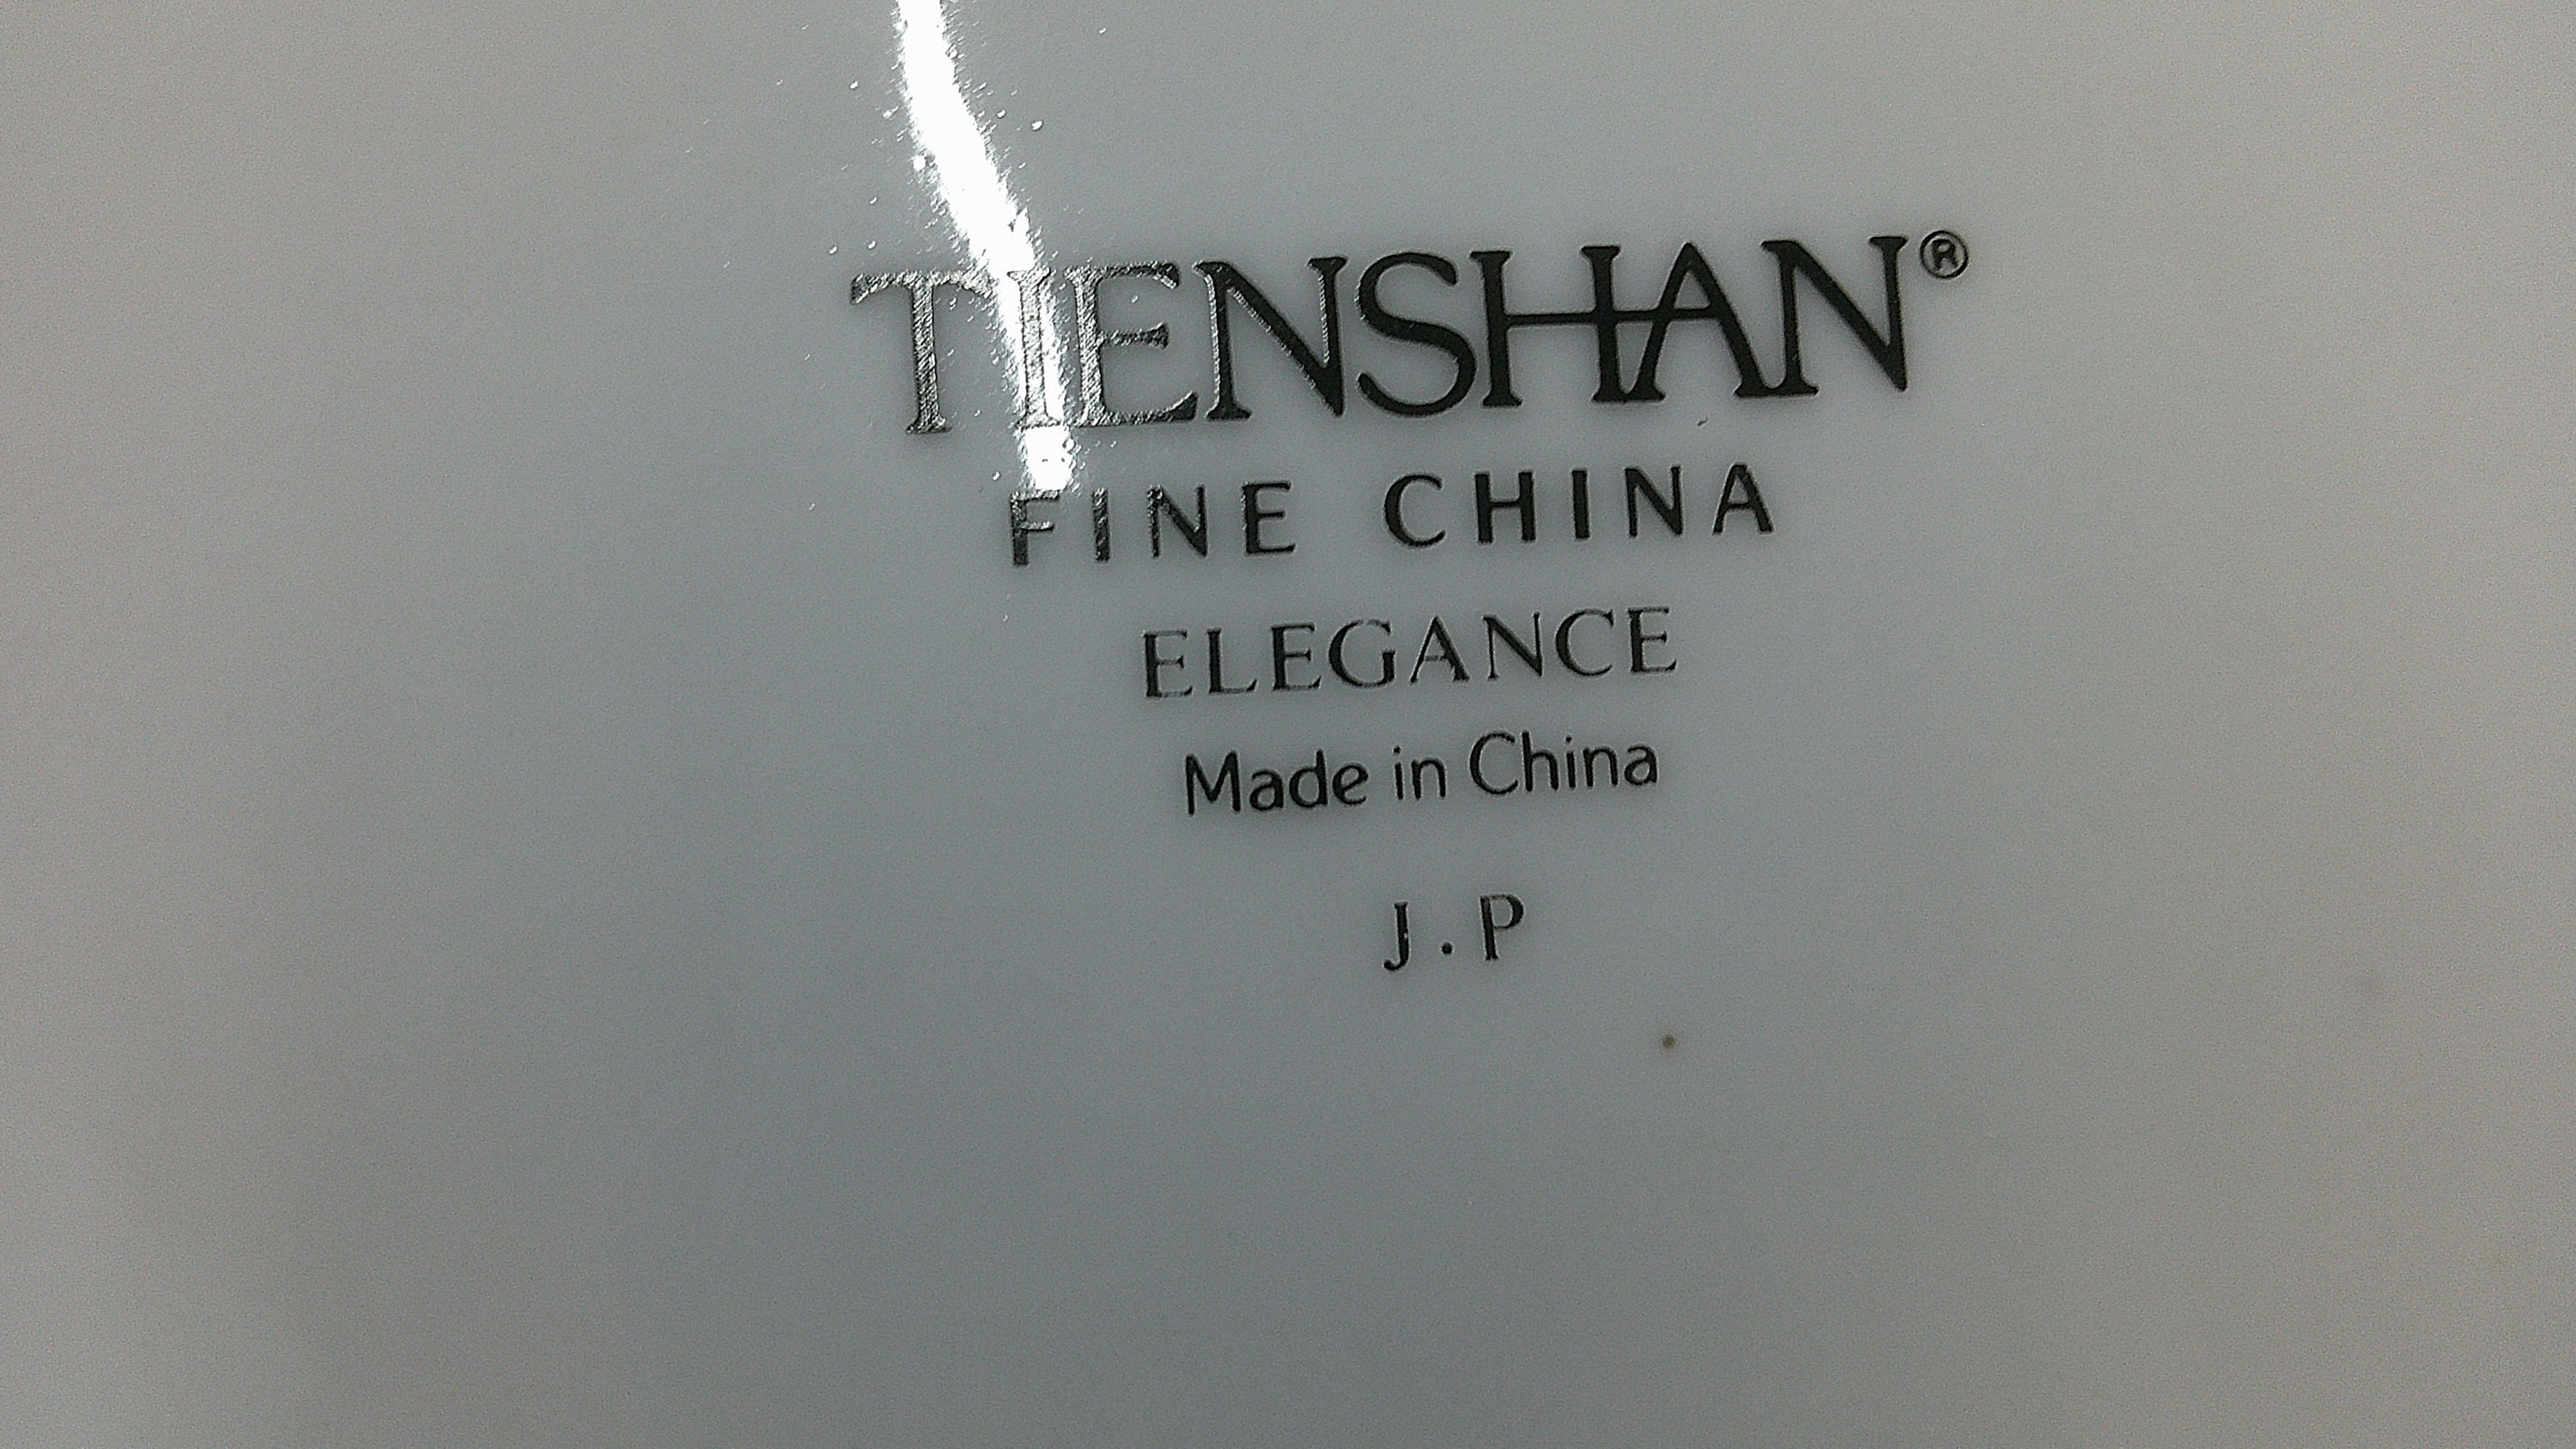 TIENSHAN®
FINE CHINA
ELEGANCE
Made in China
J.P